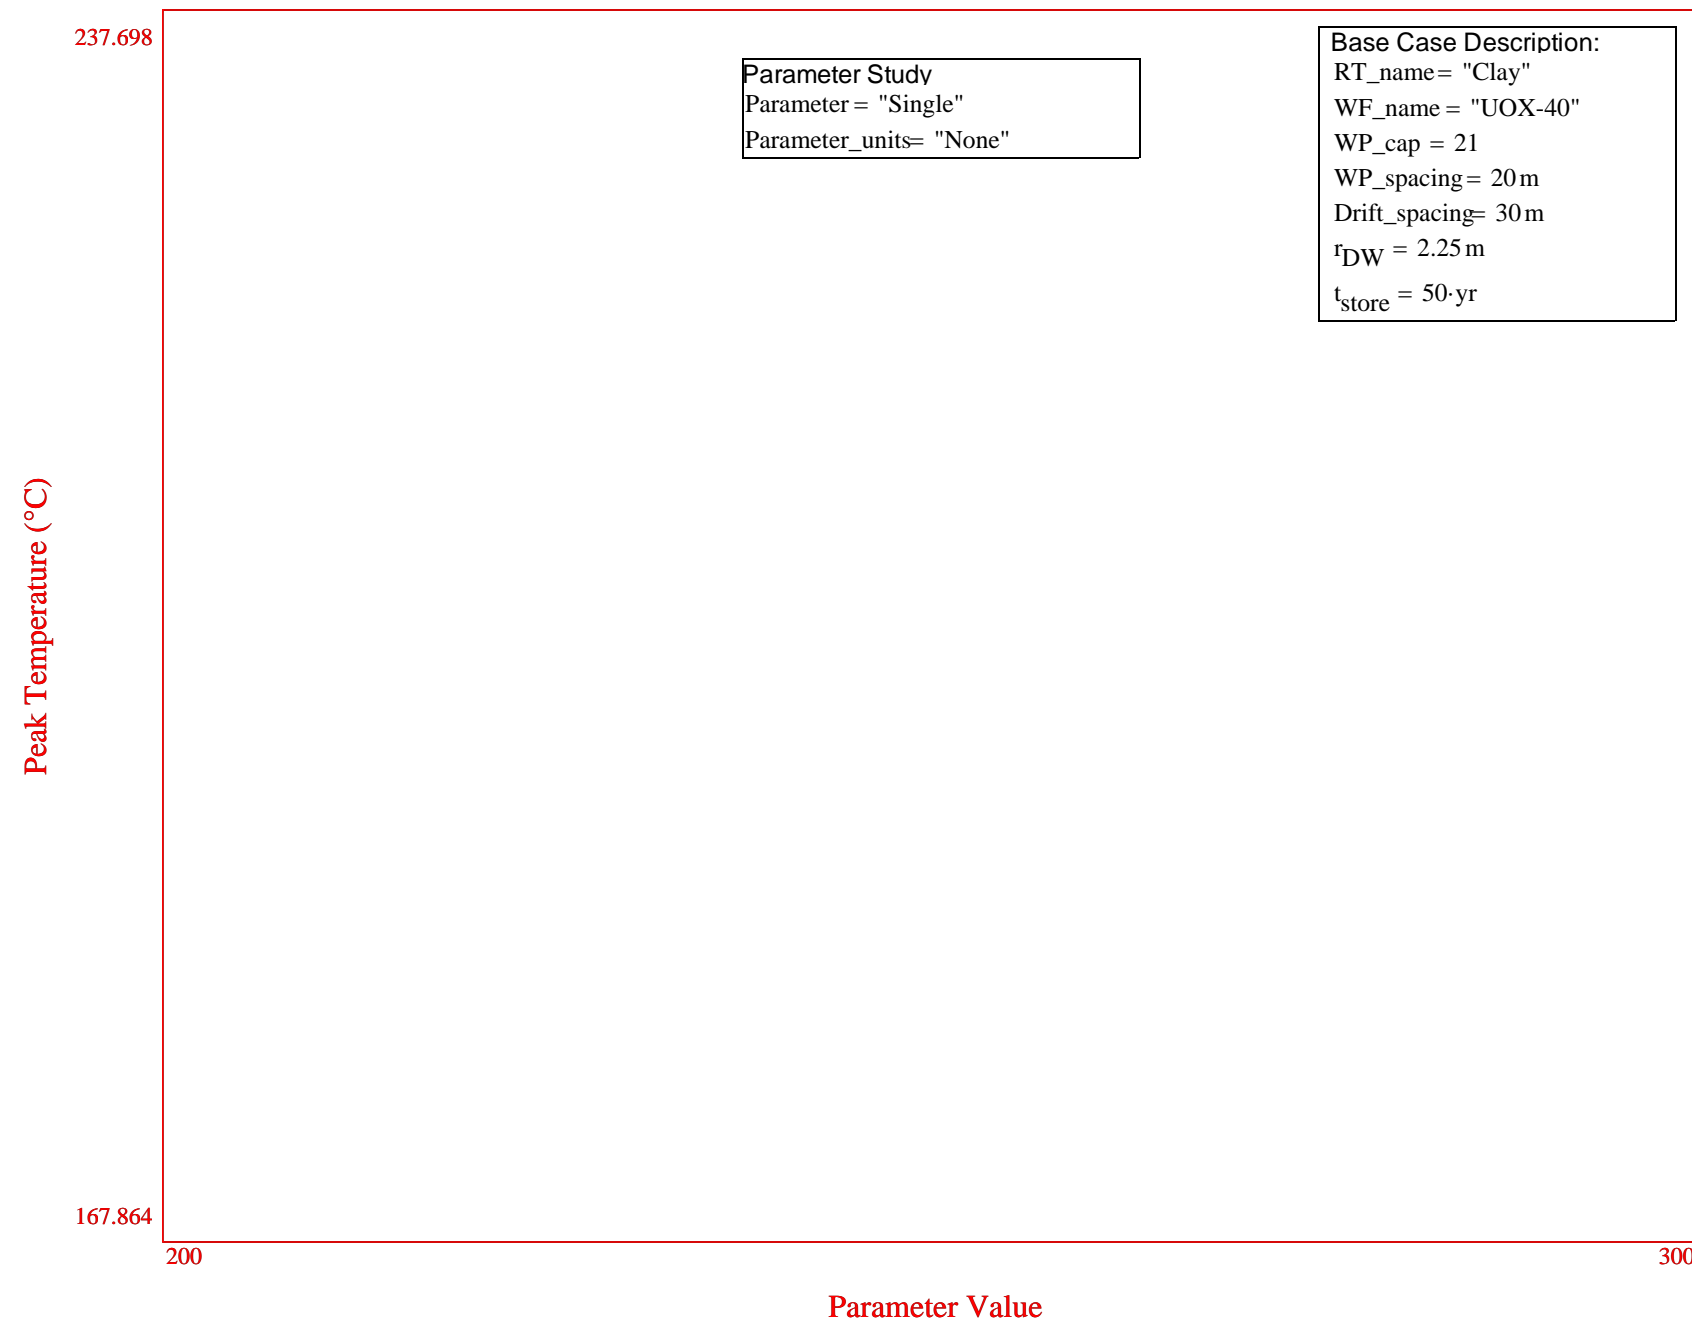 237.698
Parameter Study
Parameter = "Single"
Parameter_units= "None"
Base Case Description:
RT_name= "Clay"
WF_name = "UOX-40"
WP_cap = 21
WP_spacing= 20 m
Drift_spacing= 30 m
rDW = 2.25 m
tstore = 50·yr
Peak Temperature (°C)
167.864
200
300
Parameter Value